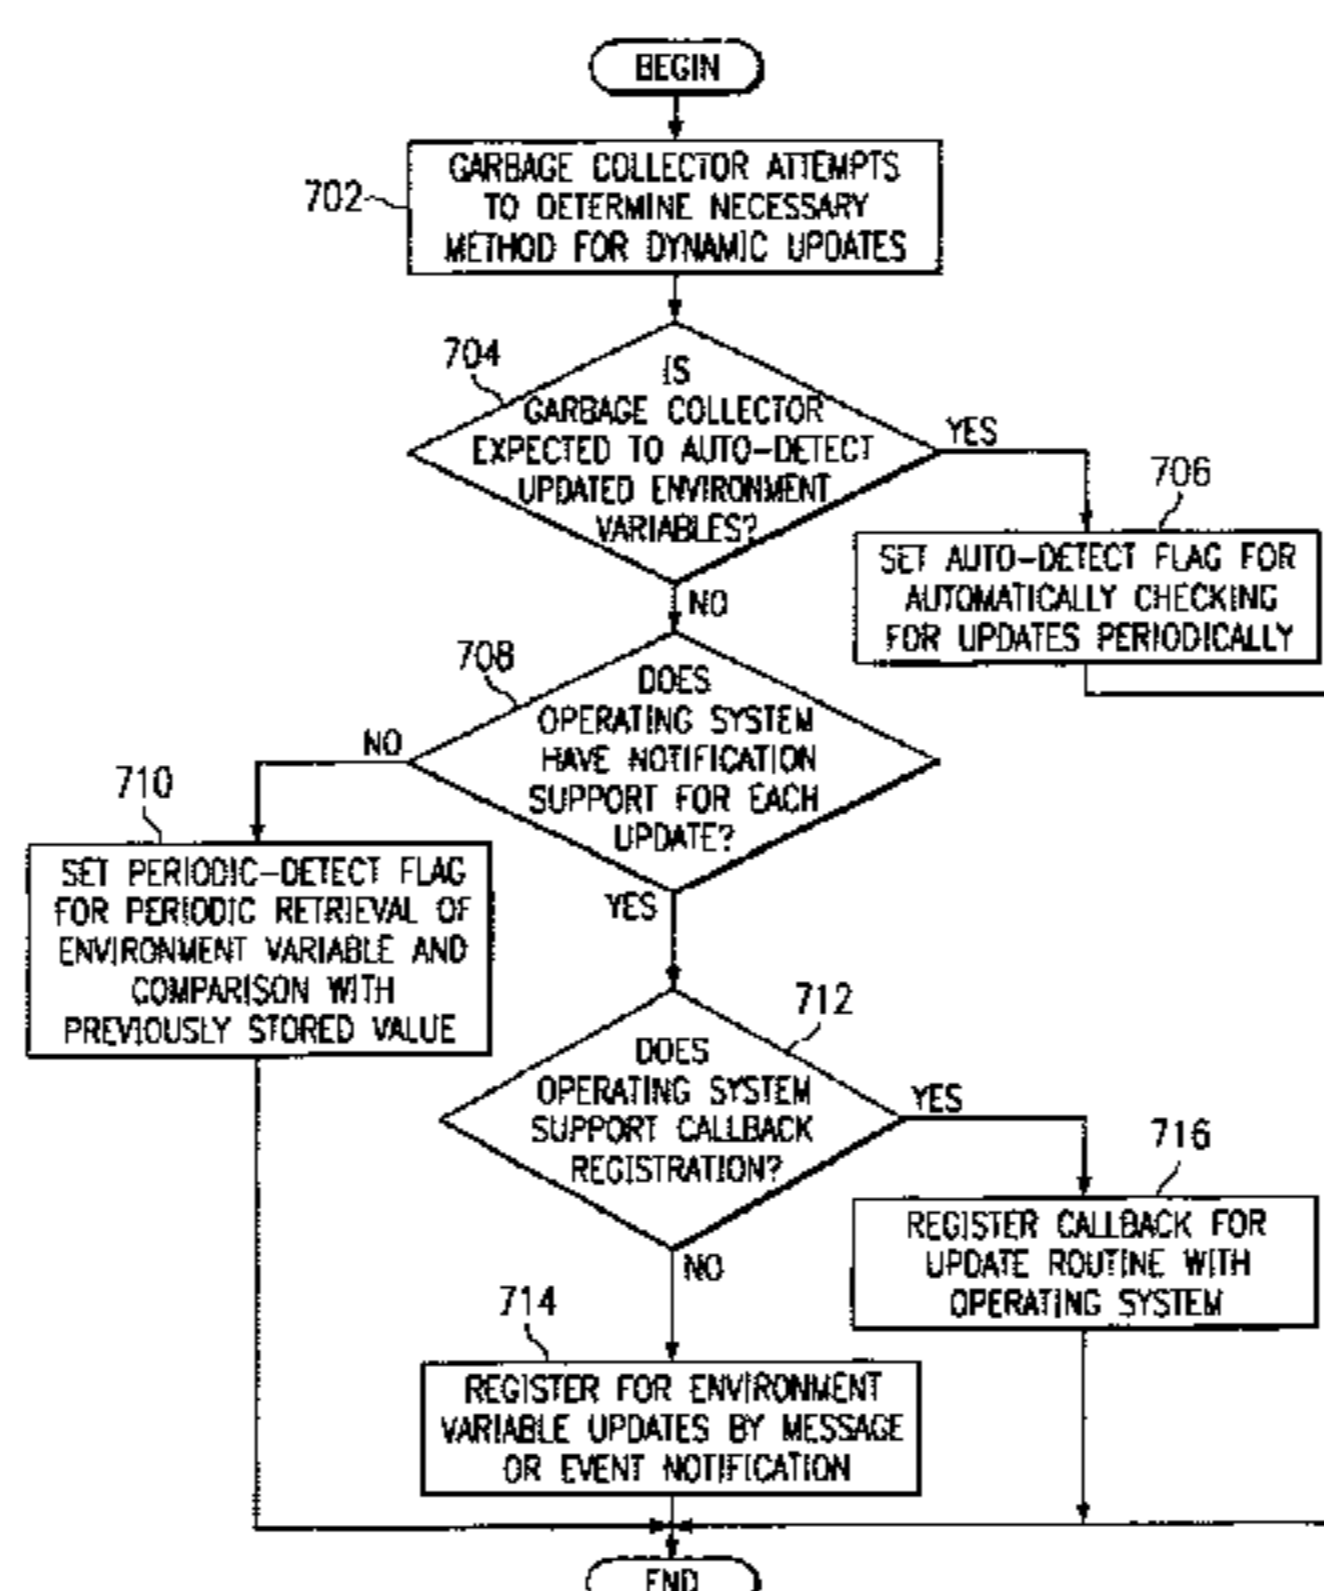 BEGIN
GARBAGE COLLECTOR ATTEMPTS
TO DETERMINE NECESSARY
METHOD FOR DYNAMIC UPDATES
702
704
IS
GARBAGE COLLECTOR
EXPECTED TO AUTO-DETECT
UPDATED ENVIRONMENT
VARIABLES?
YES
706
SET AUTO-DETECT FLAG FOR
AUTOMATICALLY CHECKING
FOR UPDATES PERIODICALLY
NO
708
DOES
OPERATING SYSTEM
HAVE NOTIFICATION
SUPPORT FOR EACH
UPDATE?
NO
710
SET PERIODIC-DETECT FLAG
FOR PERIODIC RETRIEVAL OF
ENVIRONMENT VARIABLE AND
COMPARISON WITH
PREVIOUSLY STORED VALUE
YES
712
DOES
OPERATING SYSTEM
SUPPORT CALLBACK
REGISTRATION?
YES
716
REGISTER CALLBACK FOR
UPDATE ROUTINE WITH
OPERATING SYSTEM
NO
714
REGISTER FOR ENVIRONMENT
VARIABLE UPDATES BY MESSAGE
OR EVENT NOTIFICATION
END